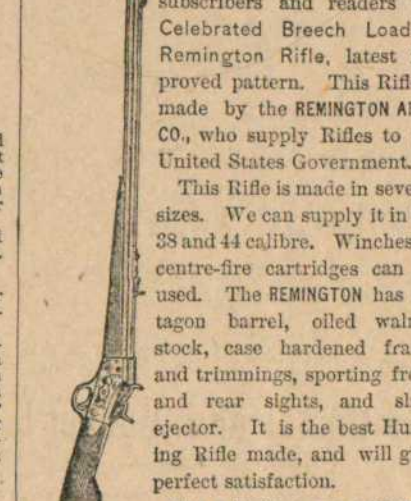 subscribers and readers
Celebrated Breech Load
Remington Rifle, latest
proved pattern. This Rifl
made by the REMINGTON A
CO., who supply Rifles to
United States Government.
This Rifle is made in seve
sizes. We can supply it in
38 and 44 calibre. Winches
centre-fire cartridges can
used. The REMINGTON has
tagon barrel, oiled waln
stock, case hardened fra
and trimmings, sporting fro
and rear sights, and sli
ejector. It is the best Hu
ing Rifle made, and will g
perfect satisfaction.